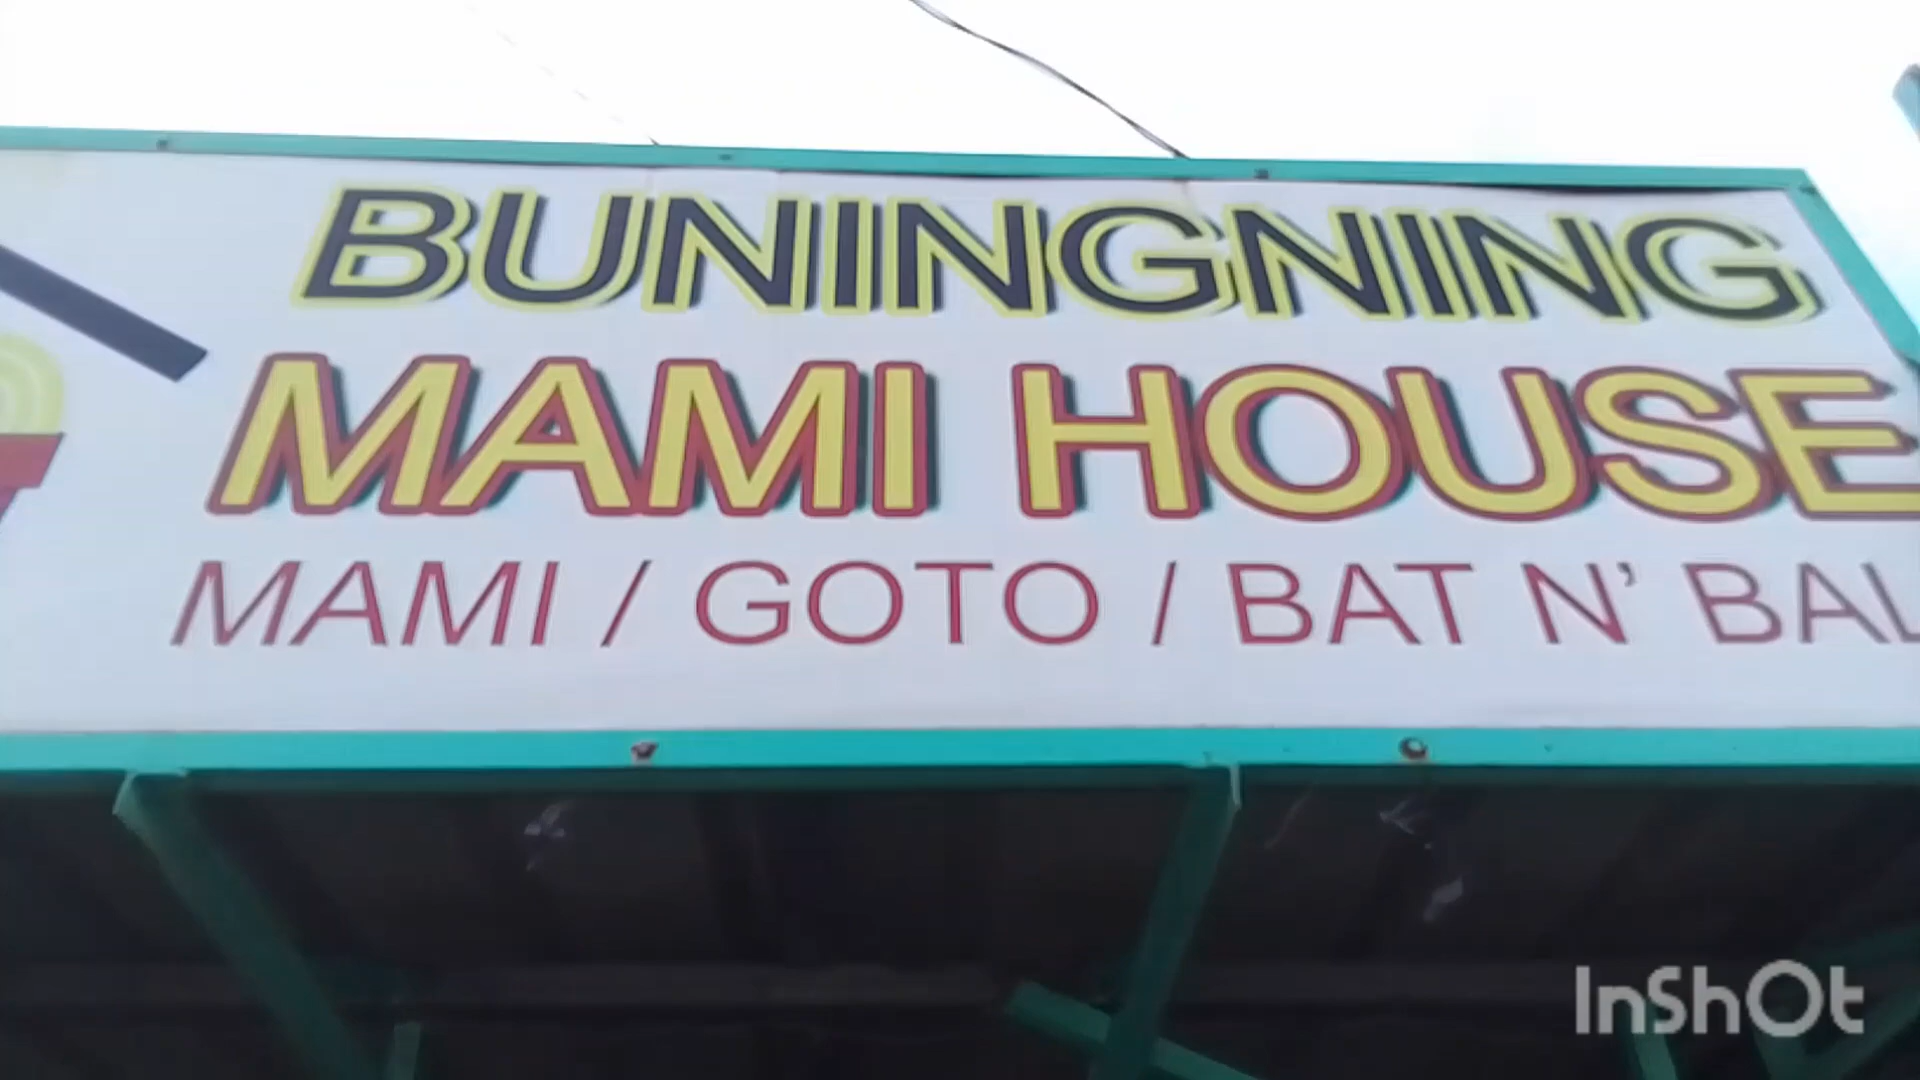 BUNINGNING
MAMI HOUSE
MAMI / GOTO / BAT N'
InShOt